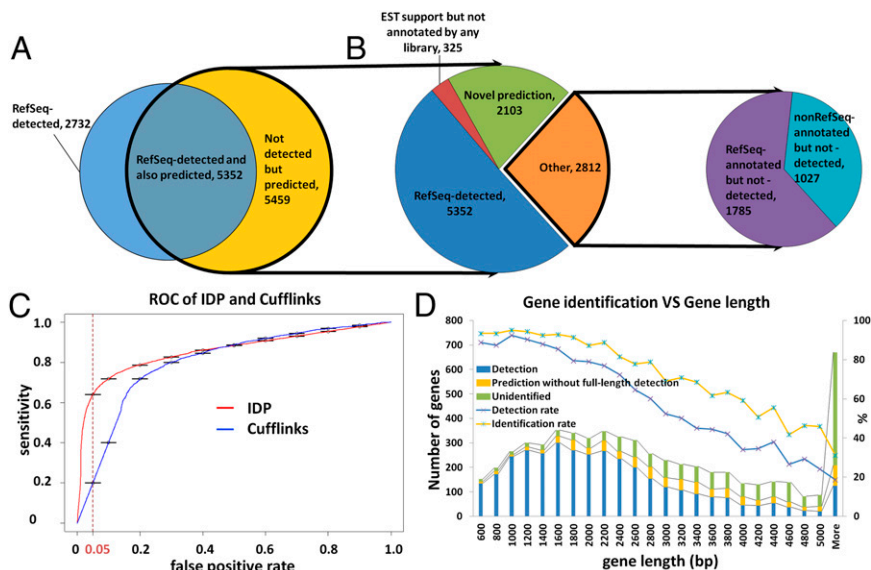 A
B
EST support but not
annotated by any
library, 325
RefSeq-
detected, 2732
RefSeq-detected and
also predicted, 5352
Not
detected
but
predicted,
5459
Novel prediction,
2103
Other, 2812
RefSeq-detected,
5352
RefSeq-
annotated
but not -
detected,
1785
nonRefSeq-
annotated
but not -
detected,
1027
C
ROC of IDP and Cufflinks
sensitivity
1.0
0.8
0.6
0.4
0.2
0
IDP
Cufflinks
0 0.05 0.2 0.4 0.6 0.8 1.0
false positive rate
D
Gene identification VS Gene length
Number of genes
800
700
600
500
400
300
200
100
0
Detection
Prediction without full-length detection
Unidentified
Detection rate
Identification rate
100
80
60
40
20
0
%
600 800 1000 1200 1400 1600 1800 2000 2200 2400 2600 2800 3000 3200 3400 3600 3800 4000 4200 4400 4600 4800 5000 More
gene length (bp)